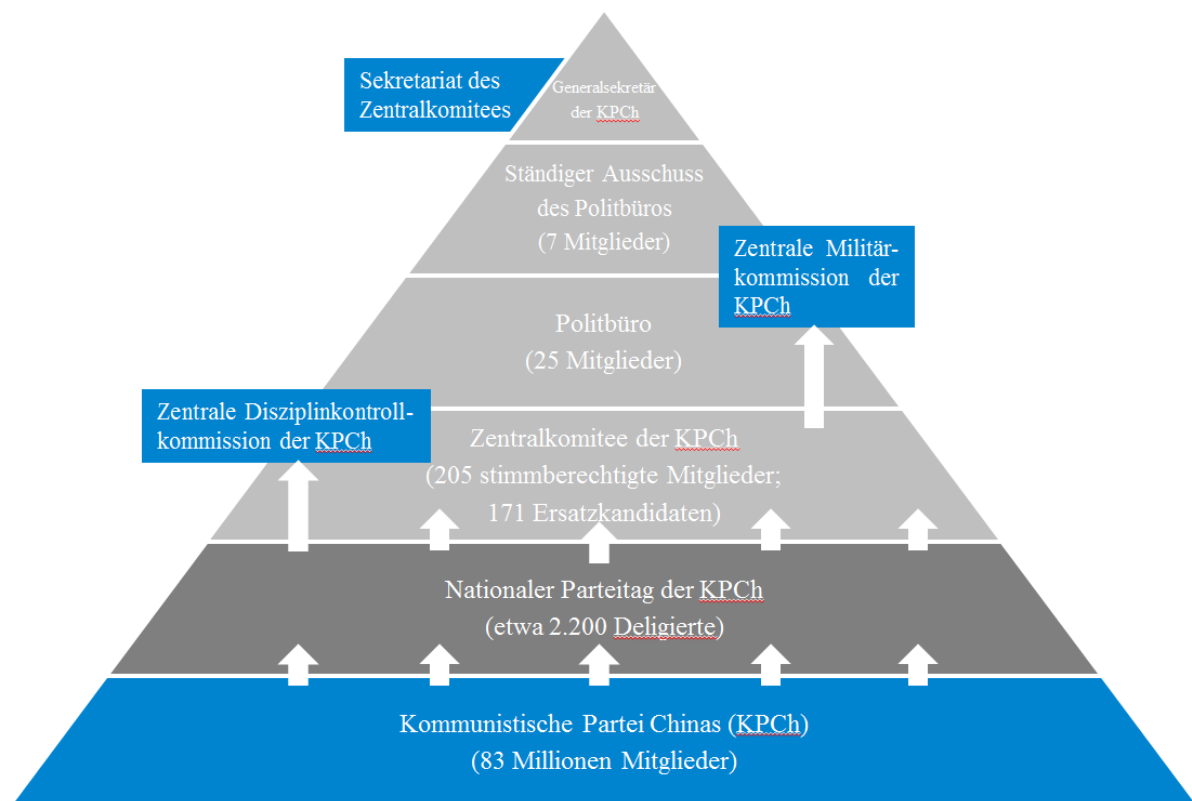 Sekretariat des
Zentralkomitees
Generalsekretär
der KPCh
Ständiger Ausschuss
des Politbüros
(7 Mitglieder)
Zentrale Militär-
kommission der
KPCh
Politbüro
(25 Mitglieder)
Zentrale Disziplinkontroll-
kommission der KPCh
Zentralkomitee der KPCh
(205 stimmberechtigte Mitglieder;
171 Ersatzkandidaten)
Nationaler Parteitag der KPCh
(etwa 2.200 Deligierte)
Kommunistische Partei Chinas (KPCh)
(83 Millionen Mitglieder)